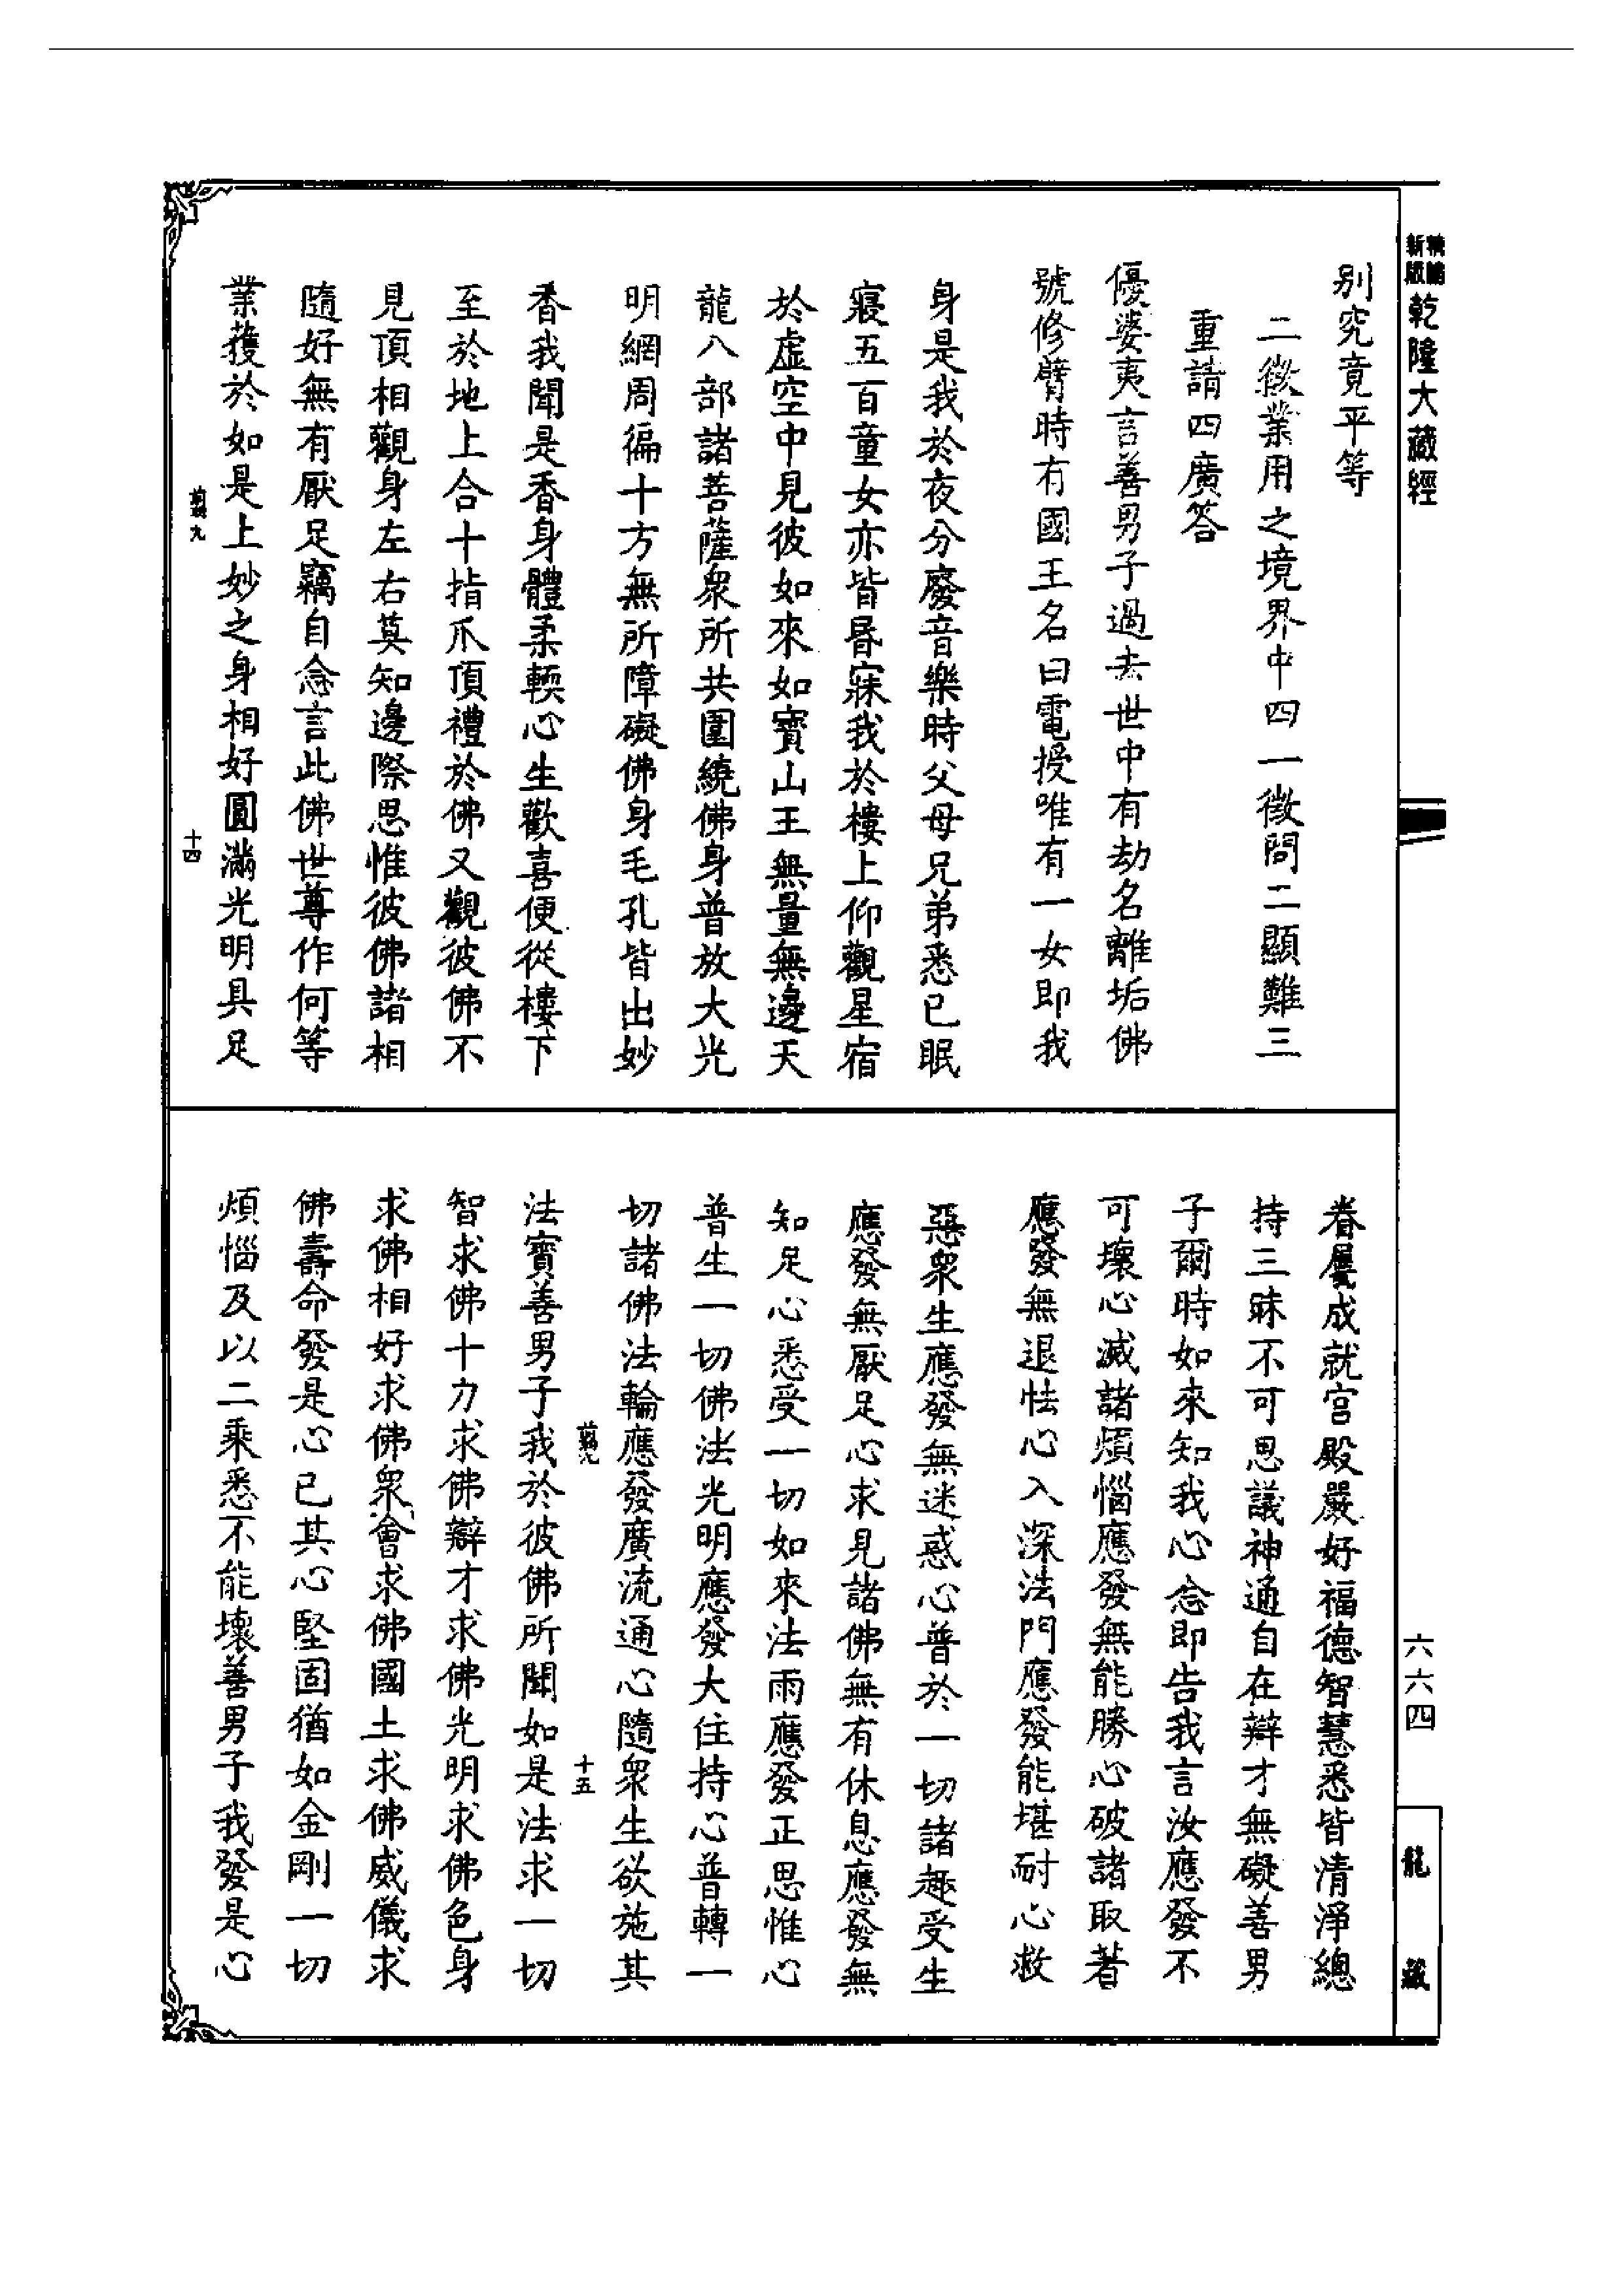 精縮新版乾隆大藏經
別究竟平等
二徵業用之境界中四一徵問二顯難三
重請四廣答
優婆夷言善男子過去世中有劫名離垢佛
號修臂時有國王名曰電授唯有一女即我
身是我於夜分廢音樂時父母兄弟悉已眠
寢五百童女亦皆昏寐我於樓上仰觀星宿
於虛空中見彼如來如寶山王無量無邊天
龍八部諸菩薩眾所共圍繞佛身普放大光
明網周徧十方無所障礙佛身毛孔皆出妙
香我聞是香身體柔輭心生歡喜便從樓下
至於地上合十指爪頂禮於佛又觀彼佛不
見頂相觀身左右莫知邊際思惟彼佛諸相
隨好無有厭足竊自念言此佛世尊作何等
業獲於如是上妙之身相好圓滿光明具足
十四
眷屬成就宮殿嚴好福德智慧悉皆清淨總
持三昧不可思議神通自在辯才無礙善男
子爾時如來知我心念即告我言汝應發不
可壞心滅諸煩惱應發無能勝心破諸取著
應發無退怯心入深法門應發能堪耐心救
惡眾生應發無迷惑心普於一切諸趣受生
應發無厭足心求見諸佛無有休息應發無
知足心悉受一切如來法雨應發正思惟心
普生一切佛法光明應發大住持心普轉一
切諸佛法輪應發廣流通心隨眾生欲施其
十五
法寶善男子我於彼佛所聞如是法求一切
智求佛十力求佛辯才求佛光明求佛色身
求佛相好求佛眾會求佛國土求佛威儀求
佛壽命發是心已其心堅固猶如金剛一切
煩惱及以二乘悉不能壞善男子我發是心
六六四
龍藏